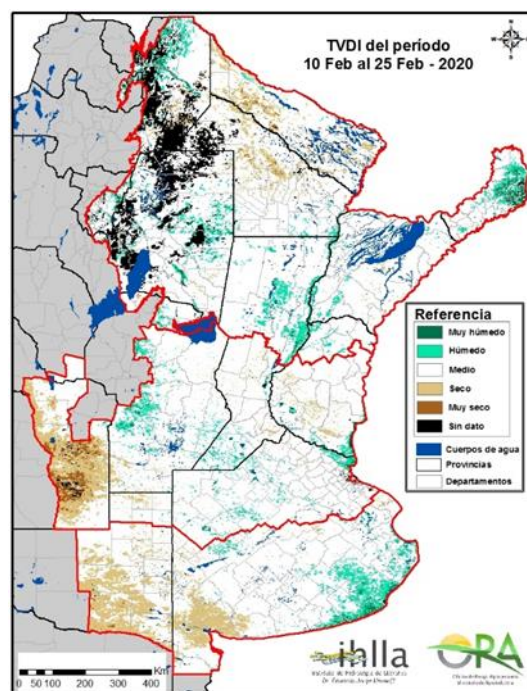 TVDI del período
10 Feb al 25 Feb - 2020
Referencia
Muy húmedo
Húmedo
Medio
Seco
Muy seco
Sin dato
Cuerpos de agua
Provincias
Departamentos
Km
0 50 100 200 300 400
ihlla
ORA